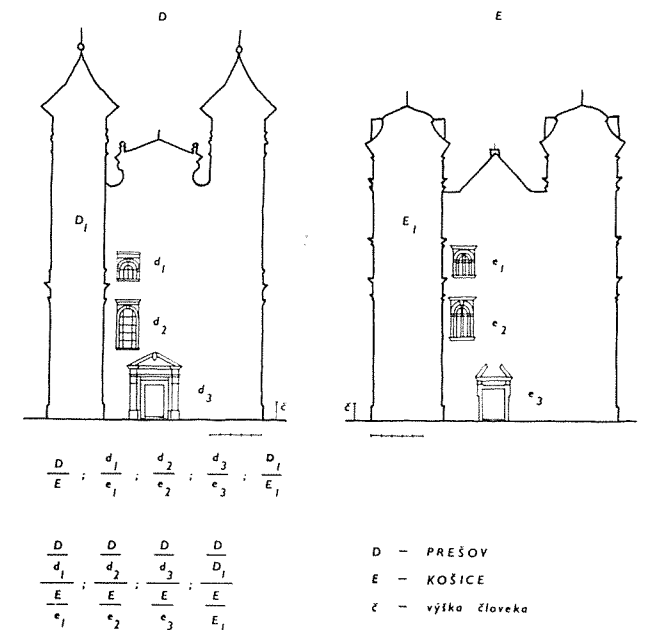 D E
D₁ E₁
d₁ e₁
d₂ e₂
d₃ e₃
č č
D/E ; d₁/e₁ ; d₂/e₂ ; d₃/e₃ ; D₁/E₁
D/d₁ / E/e₁ ; D/d₂ / E/e₂ ; D/d₃ / E/e₃ ; D/D₁ / E/E₁
D – PREŠOV
E – KOŠICE
č – výška človeka